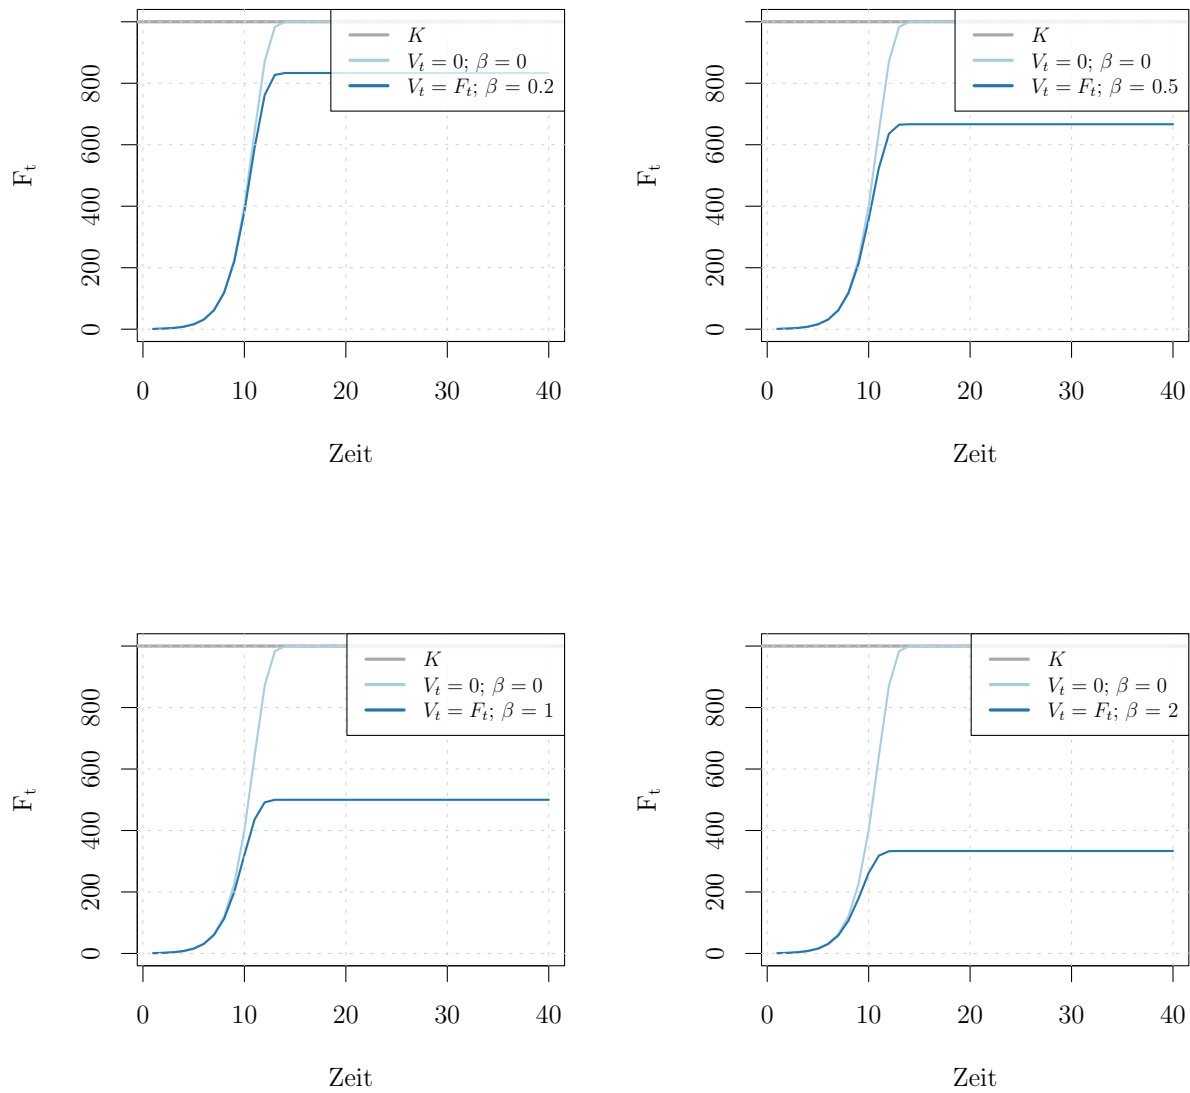 K
V_t = 0; β = 0
V_t = F_t; β = 0.2
F_t
0 200 400 600 800
0 10 20 30 40
Zeit
K
V_t = 0; β = 0
V_t = F_t; β = 0.5
F_t
0 200 400 600 800
0 10 20 30 40
Zeit
K
V_t = 0; β = 0
V_t = F_t; β = 1
F_t
0 200 400 600 800
0 10 20 30 40
Zeit
K
V_t = 0; β = 0
V_t = F_t; β = 2
F_t
0 200 400 600 800
0 10 20 30 40
Zeit